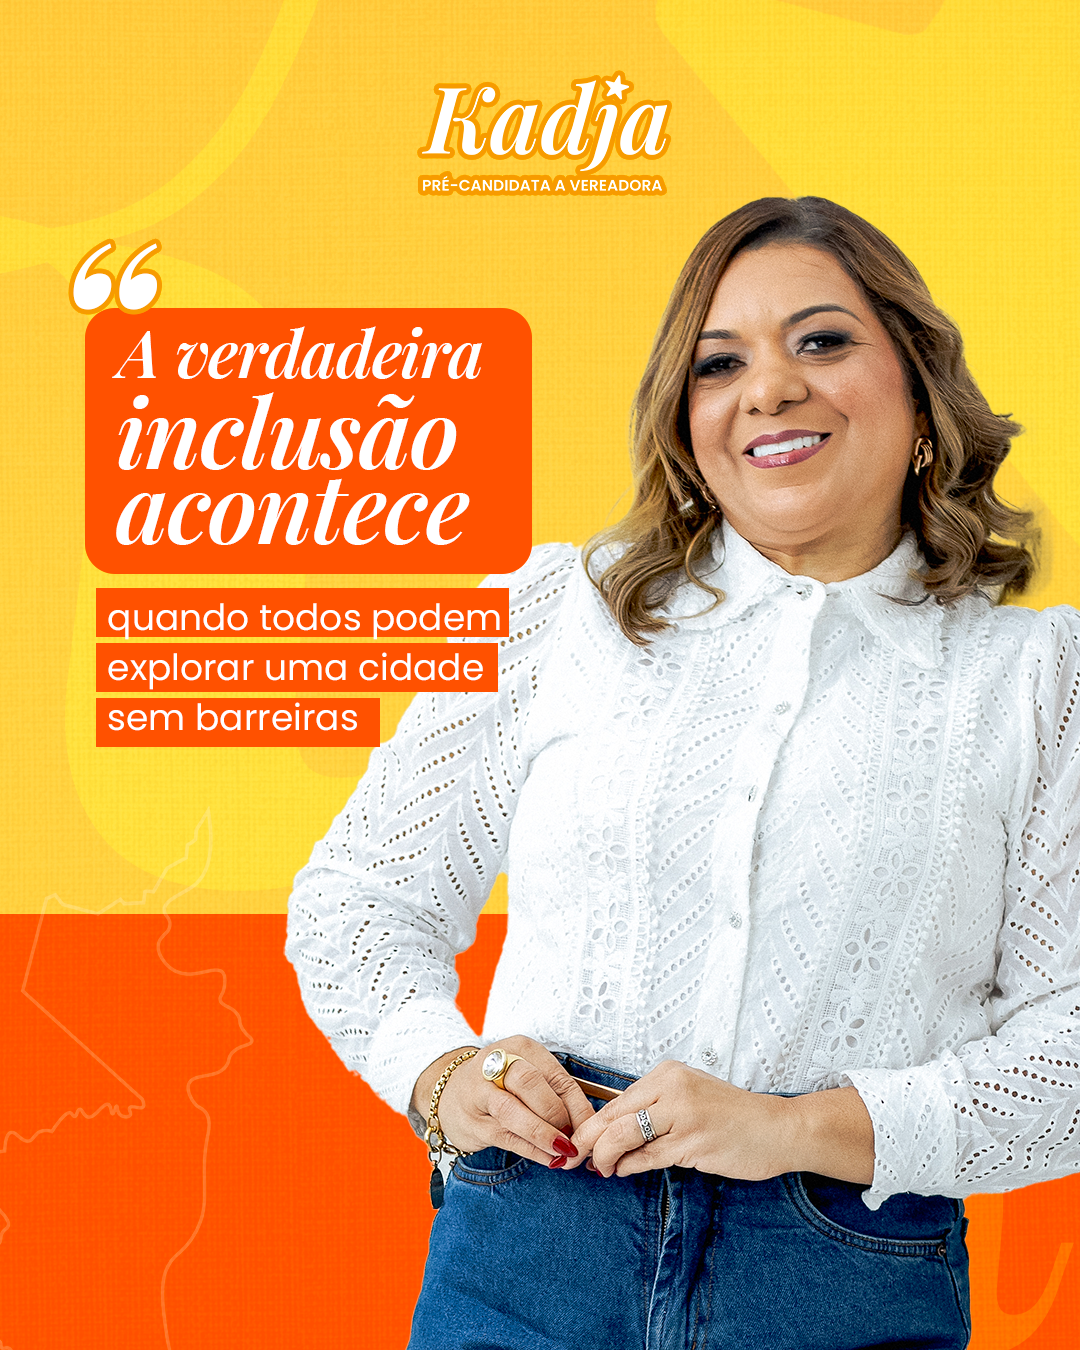 Kadja
PRÉ-CANDIDATA A VEREADORA
“
A verdadeira
inclusão
acontece
quando todos podem
explorar uma cidade
sem barreiras